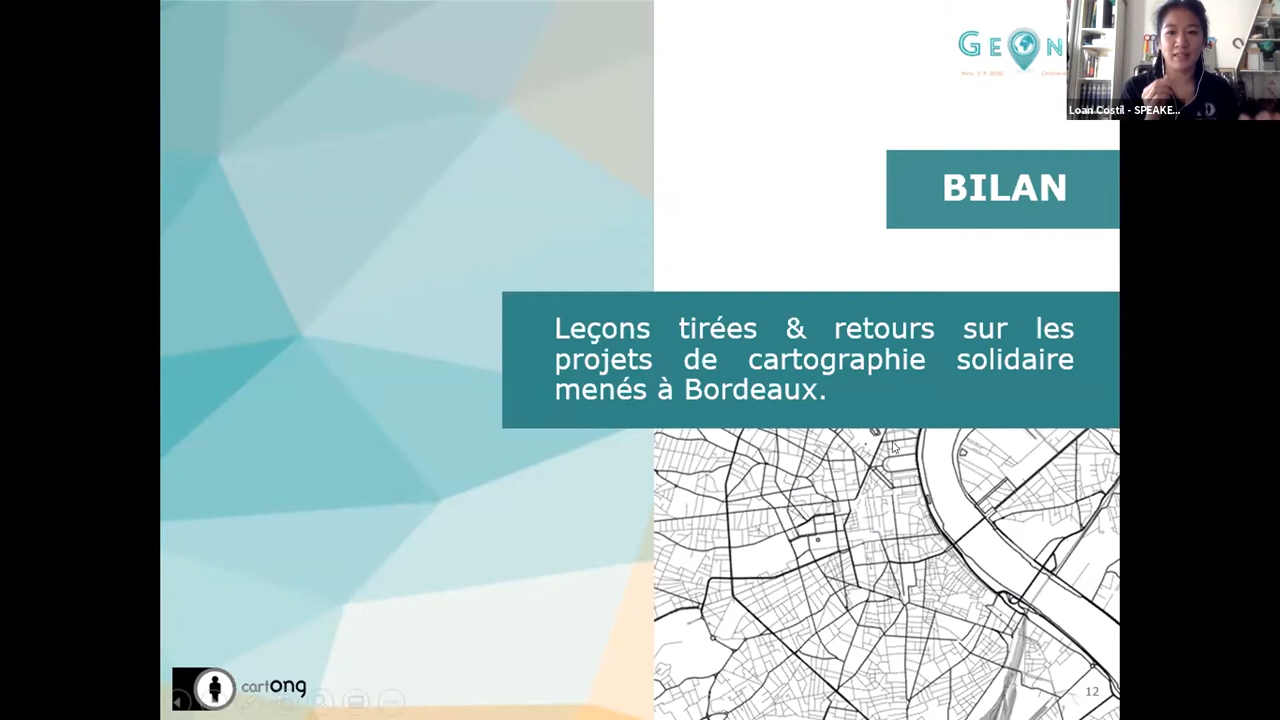 GEON
Loan Costil - SPEAKE...
BILAN
Leçons tirées & retours sur les
projets de cartographie solidaire
menés à Bordeaux.
cartong
12